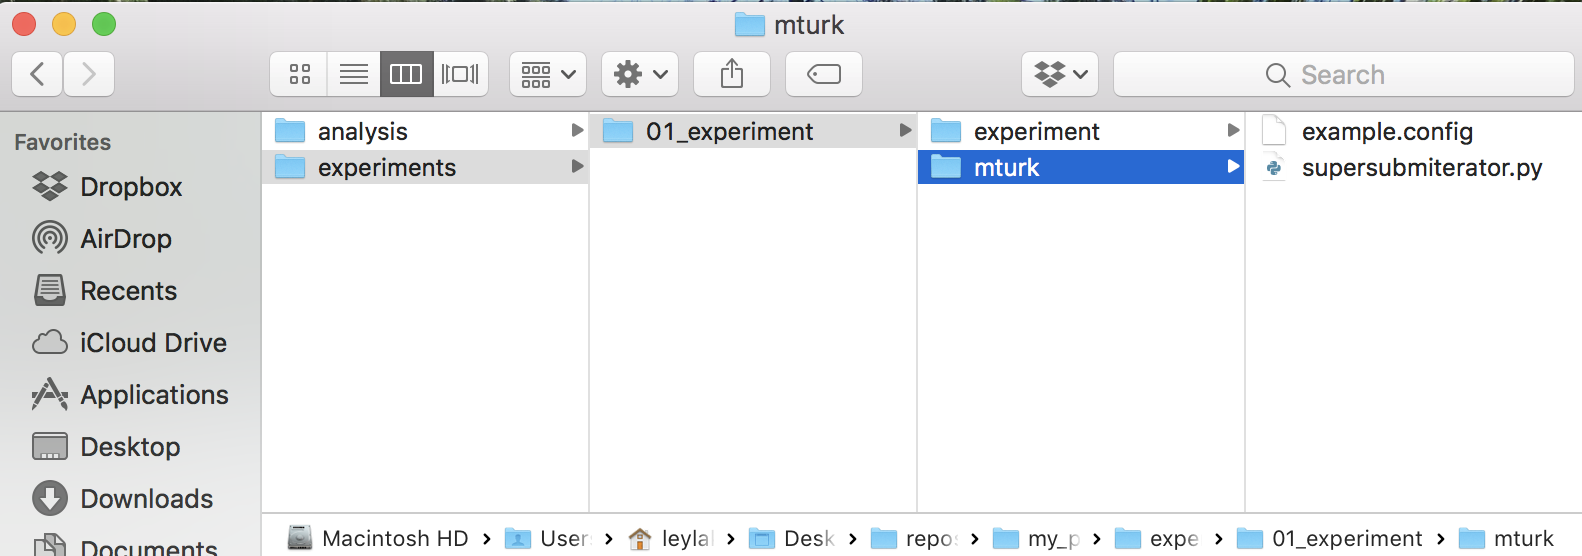 mturk
Search
Favorites
Dropbox
AirDrop
Recents
iCloud Drive
Applications
Desktop
Downloads
Documents
analysis
experiments
01_experiment
experiment
mturk
example.config
supersubmiterator.py
Macintosh HD › User › leylal › Desk › repos › my_p › expe › 01_experiment › mturk